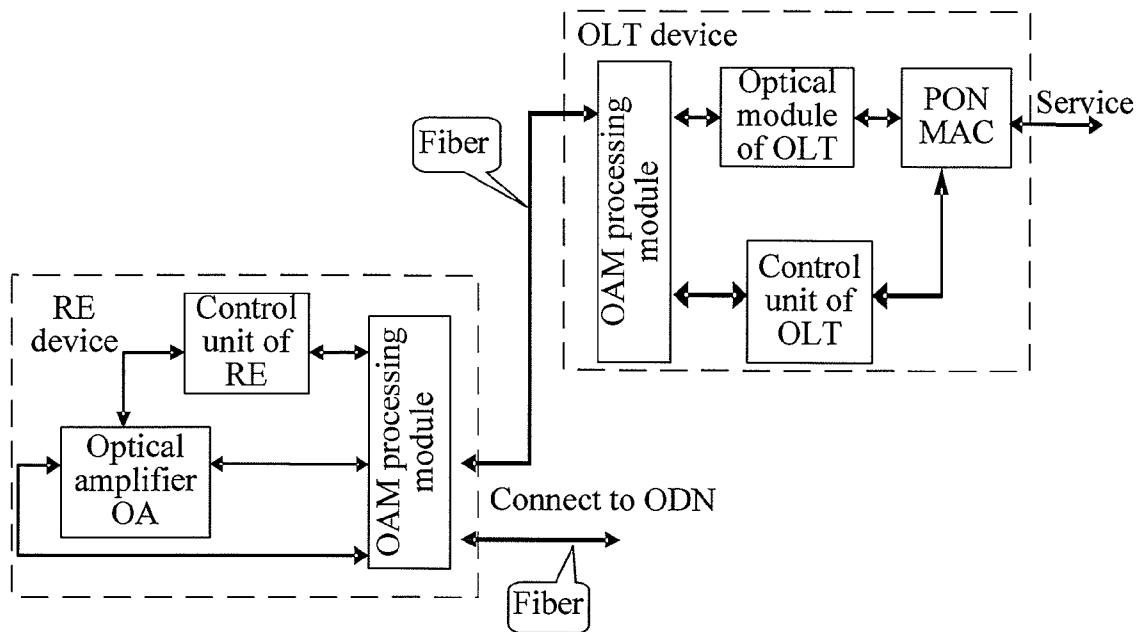 OLT device
OAM processing
module
Optical
module
of OLT
PON
MAC
Service
Fiber
Control
unit of
OLT
RE
device
Control
unit of
RE
OAM processing
module
Optical
amplifier
OA
Connect to ODN
Fiber